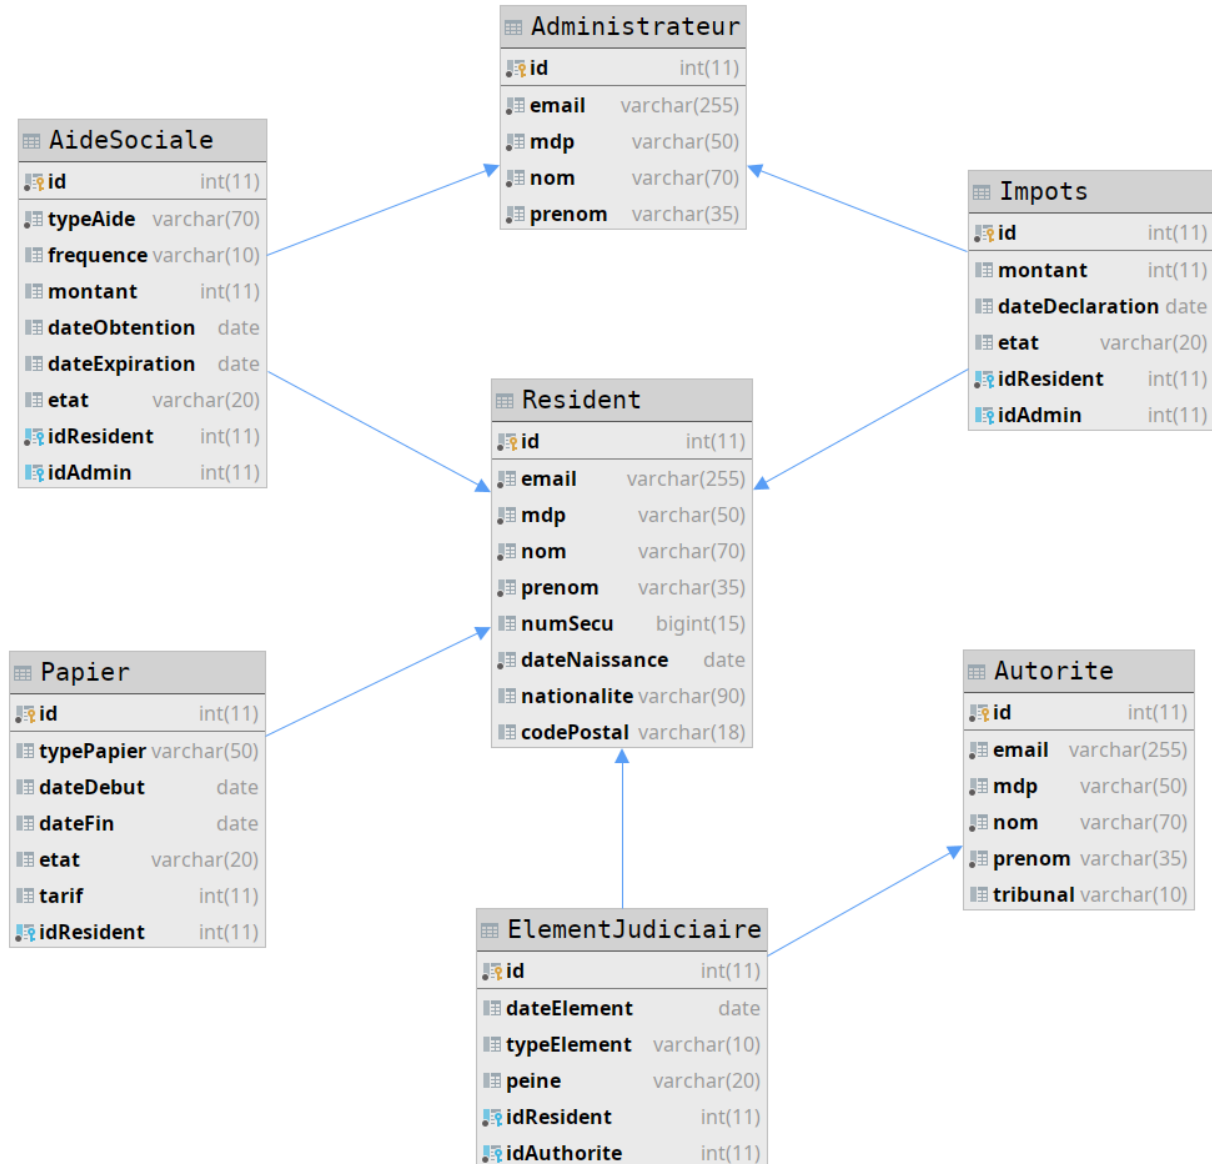 Administrateur
id int(11)
email varchar(255)
mdp varchar(50)
nom varchar(70)
prenom varchar(35)
AideSociale
id int(11)
typeAide varchar(70)
frequence varchar(10)
montant int(11)
dateObtention date
dateExpiration date
etat varchar(20)
idResident int(11)
idAdmin int(11)
Impots
id int(11)
montant int(11)
dateDeclaration date
etat varchar(20)
idResident int(11)
idAdmin int(11)
Resident
id int(11)
email varchar(255)
mdp varchar(50)
nom varchar(70)
prenom varchar(35)
numSecu bigint(15)
dateNaissance date
nationalite varchar(90)
codePostal varchar(18)
Papier
id int(11)
typePapier varchar(50)
dateDebut date
dateFin date
etat varchar(20)
tarif int(11)
idResident int(11)
Autorite
id int(11)
email varchar(255)
mdp varchar(50)
nom varchar(70)
prenom varchar(35)
tribunal varchar(10)
ElementJudiciaire
id int(11)
dateElement date
typeElement varchar(10)
peine varchar(20)
idResident int(11)
idAuthorite int(11)